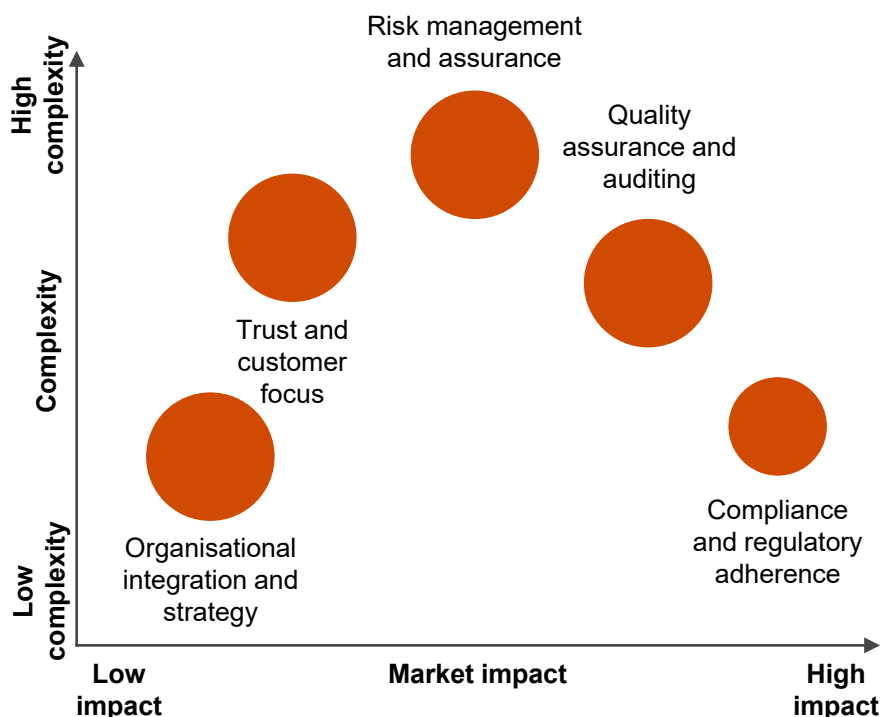 Risk management
and assurance
High
complexity
Quality
assurance and
auditing
Complexity
Trust and
customer
focus
Compliance
and regulatory
adherence
Organisational
integration and
strategy
Low
complexity
Low
impact
Market impact
High
impact